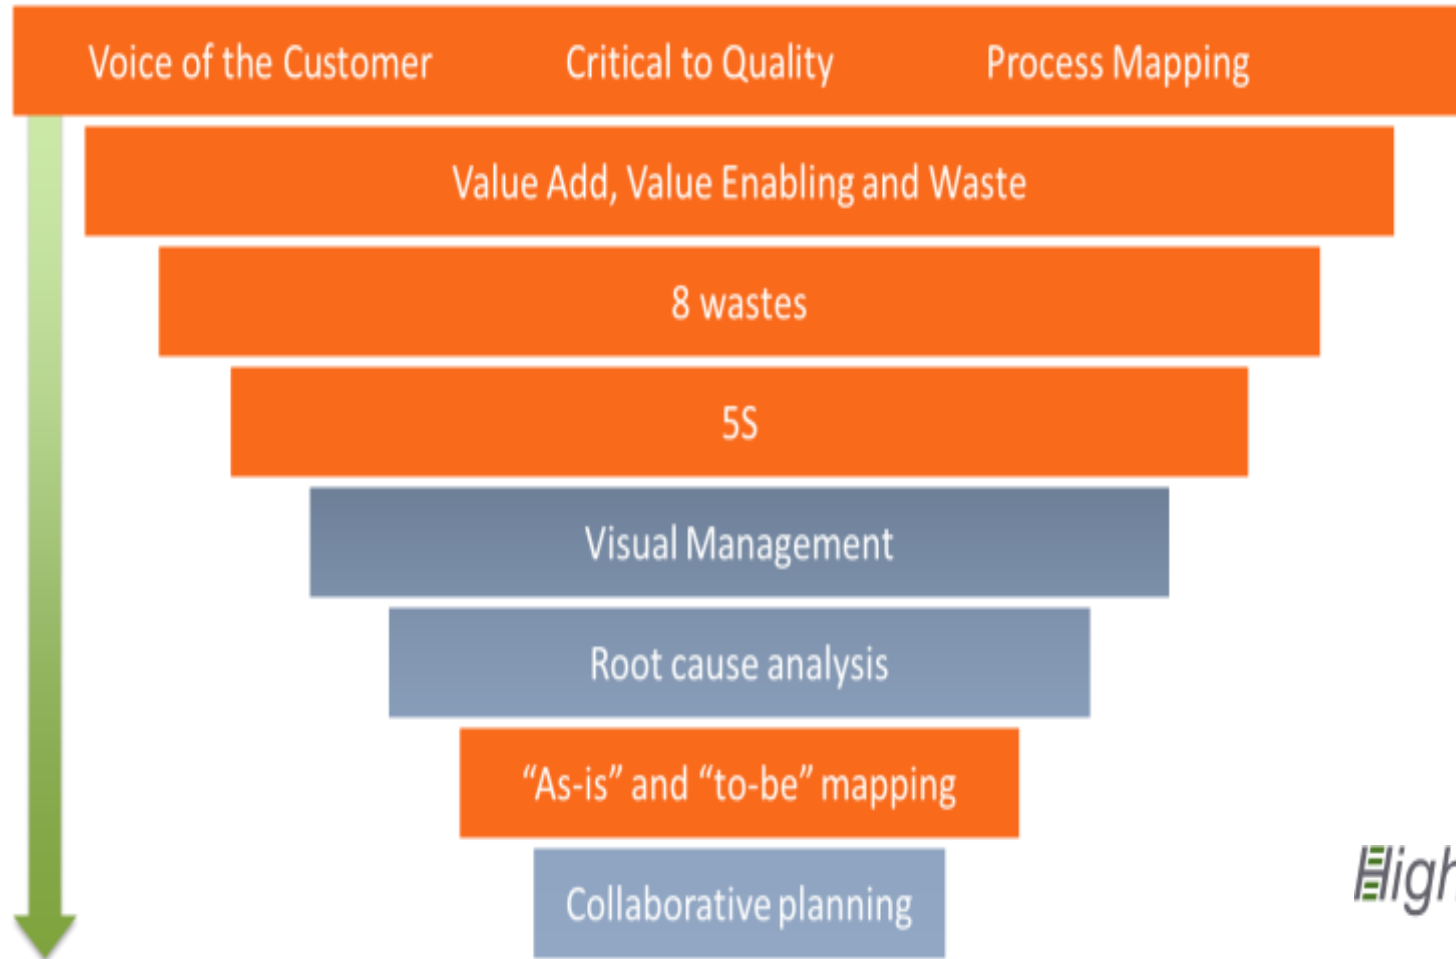 Voice of the Customer Critical to Quality Process Mapping
Value Add, Value Enabling and Waste
8 wastes
5S
Visual Management
Root cause analysis
“As-is” and “to-be” mapping
Collaborative planning